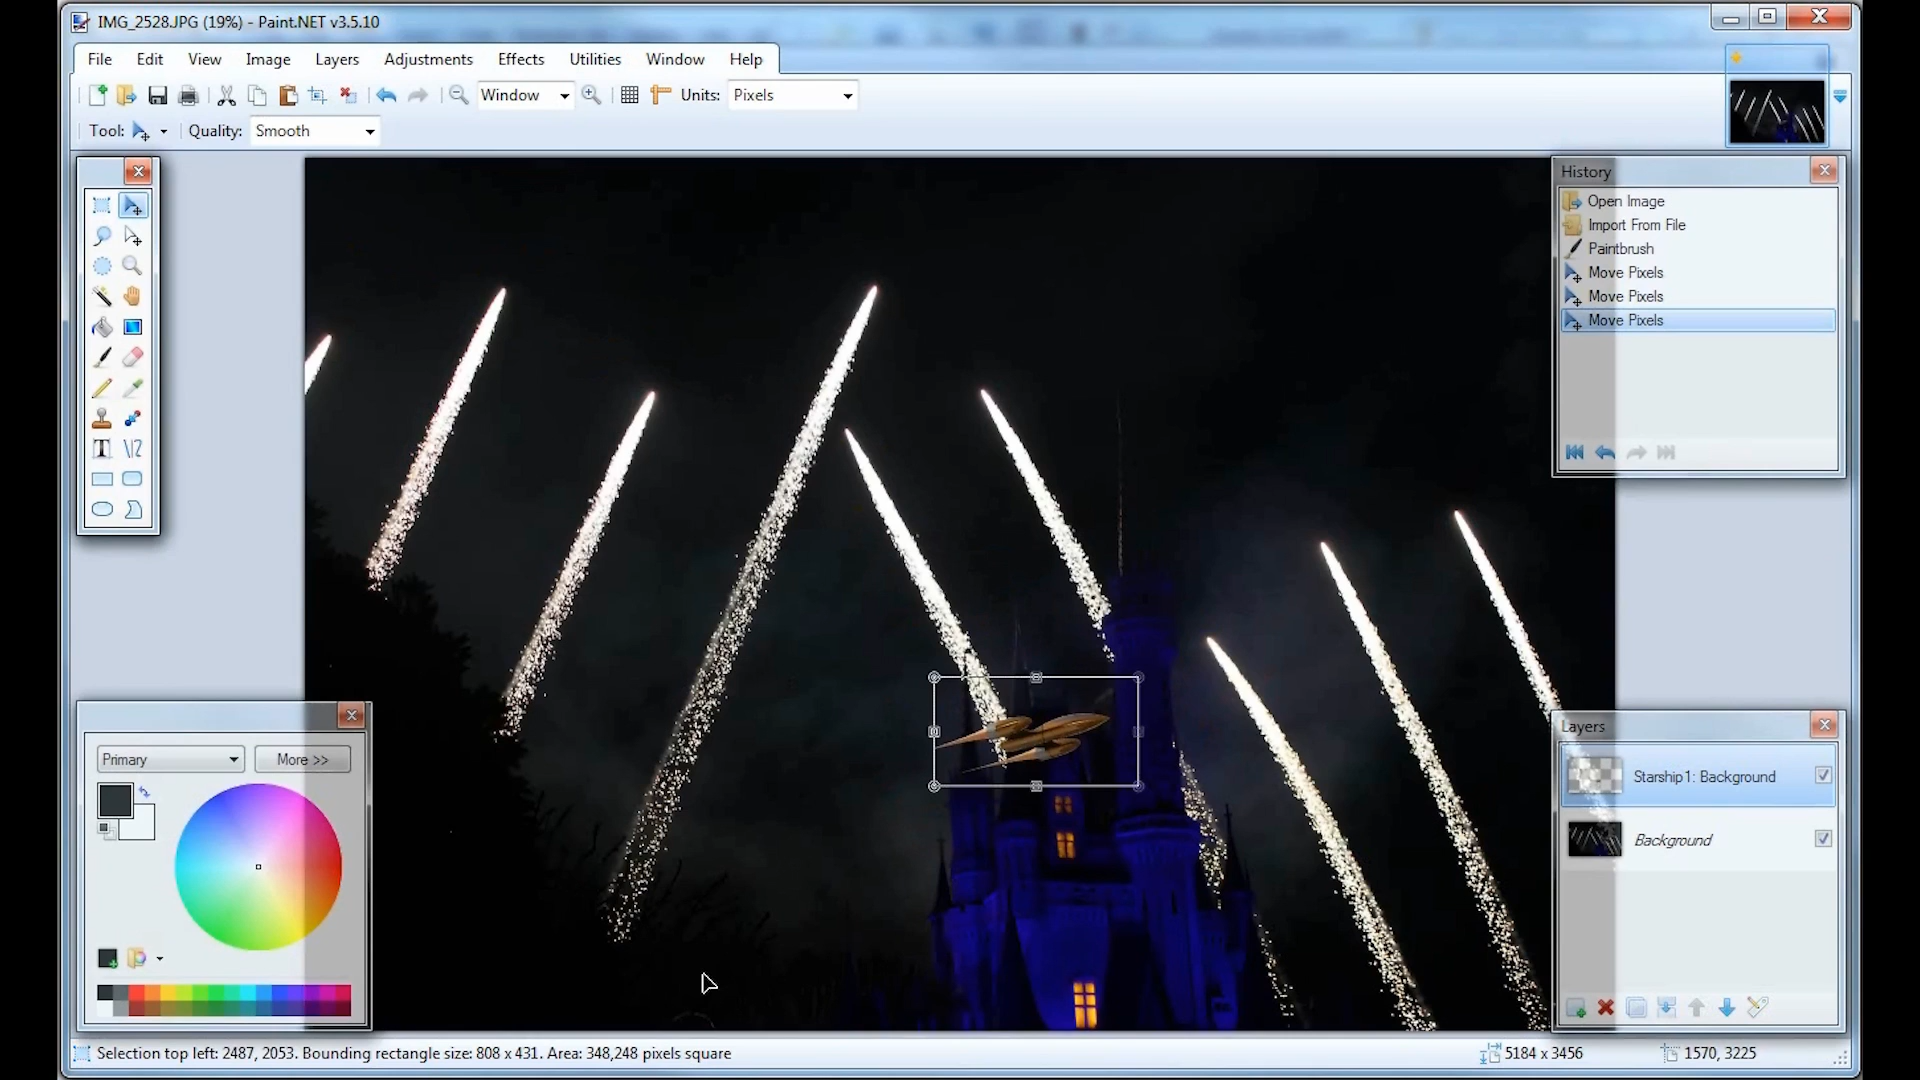 IMG_2528.JPG (19%) - Paint.NET v3.5.10
File Edit View Image Layers Adjustments Effects Utilities Window Help
Window Units: Pixels
Tool: Quality: Smooth
History
Open Image
Import From File
Paintbrush
Move Pixels
Move Pixels
Move Pixels
Primary More >>
Layers
Starship1: Background
Background
Selection top left: 2487, 2053. Bounding rectangle size: 808 x 431. Area: 348,248 pixels square 5184 x 3456 1570, 3225